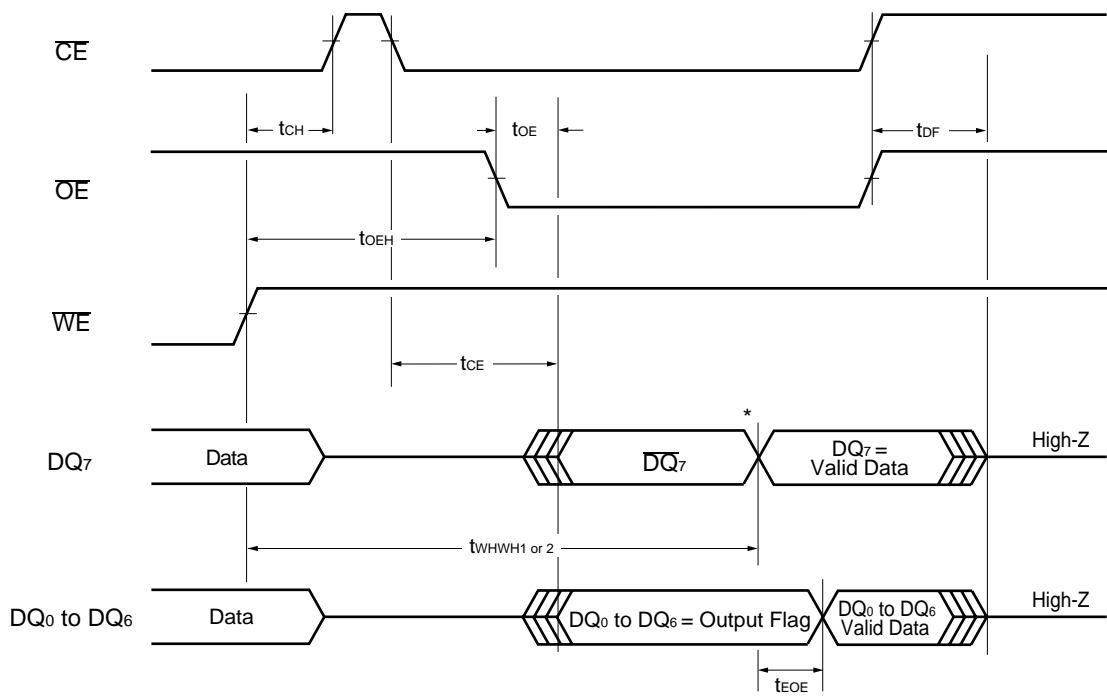 CE
tCH
tOE
tDF
OE
tOEH
WE
tCE
*
DQ7
Data
DQ7
DQ7 =
Valid Data
High-Z
tWHWH1 or 2
DQ0 to DQ6
Data
DQ0 to DQ6 = Output Flag
DQ0 to DQ6
Valid Data
High-Z
tEOE